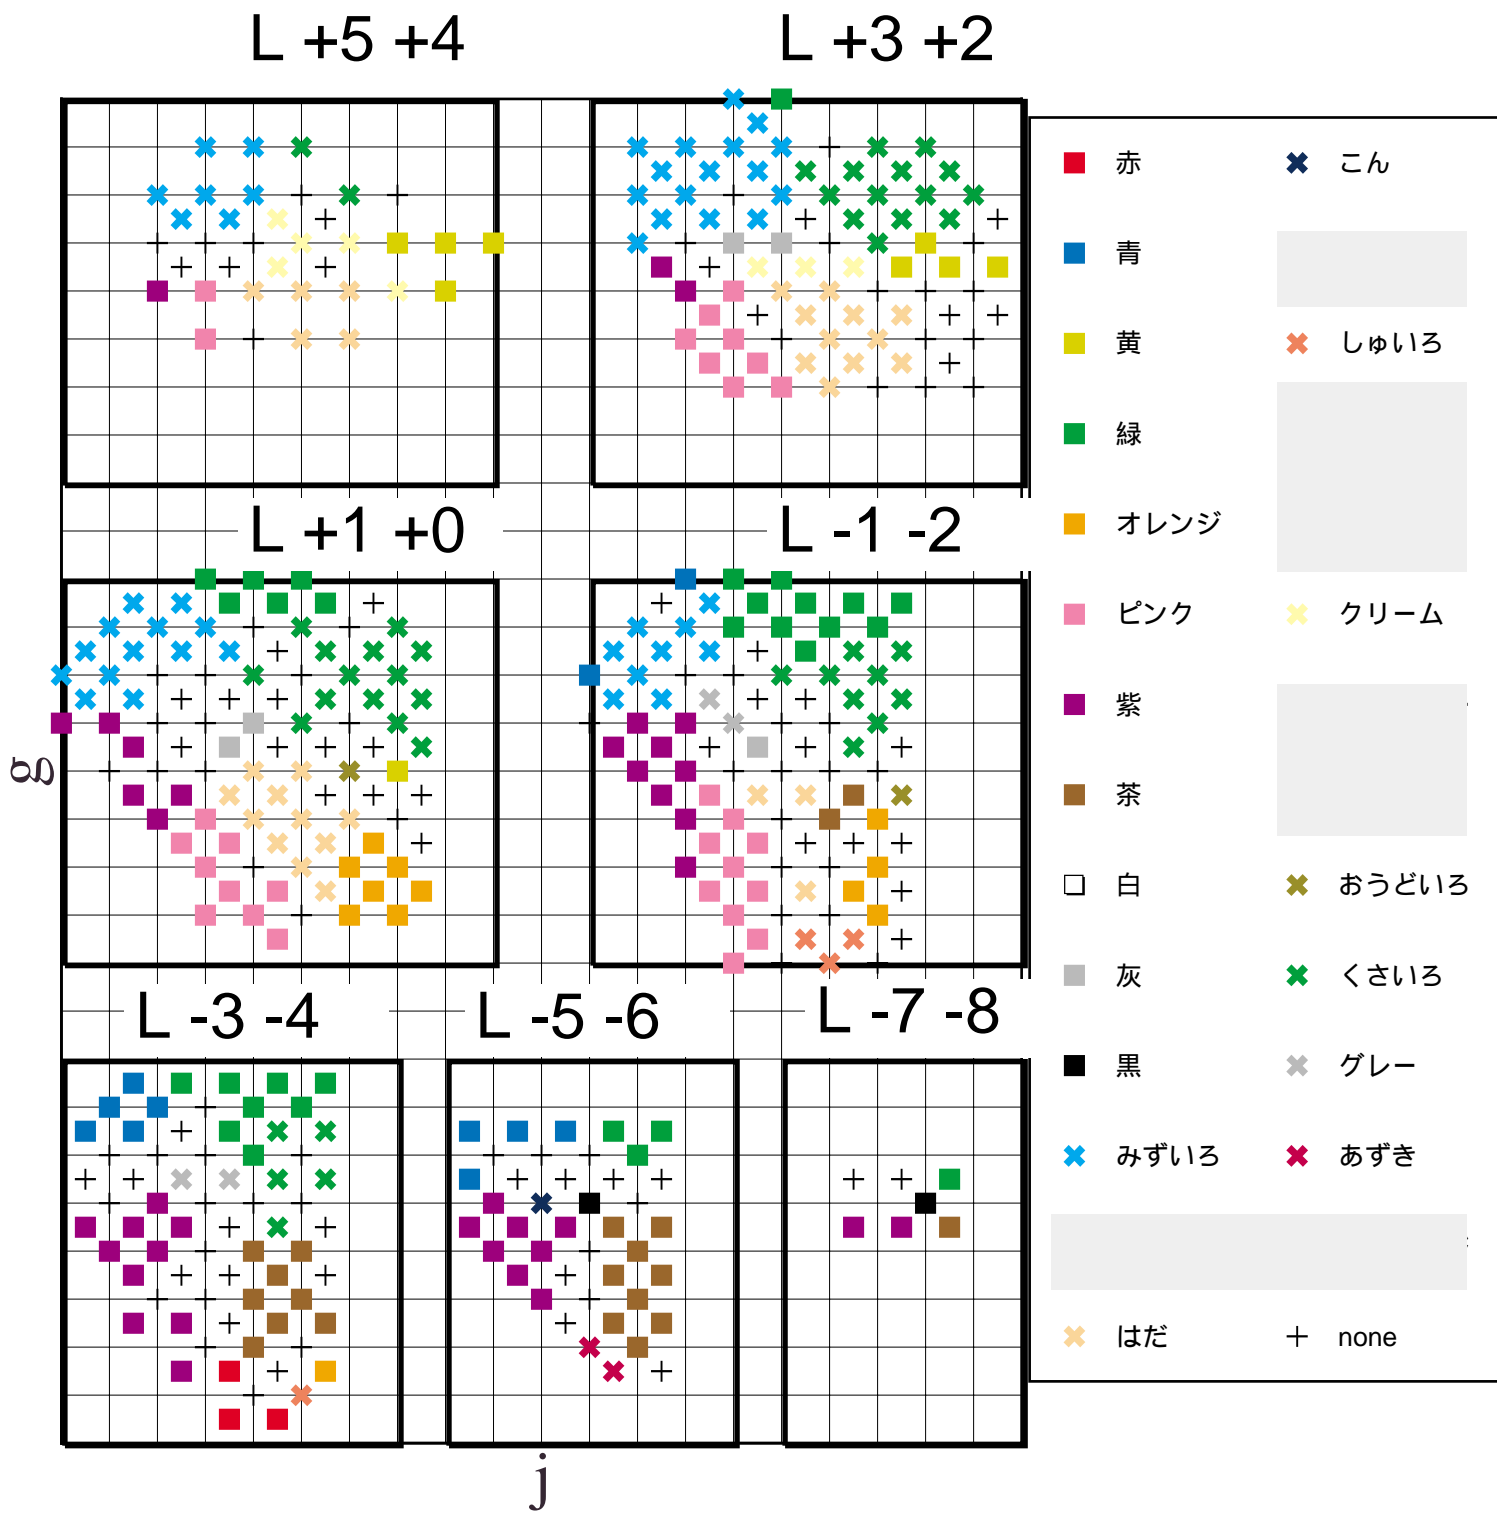 L +5 +4
L +3 +2
L +1 +0
L -1 -2
L -3 -4
L -5 -6
L -7 -8
g
j
赤
青
黄
緑
オレンジ
ピンク
紫
茶
白
灰
黒
みずいろ
はだ
こん
しゅいろ
クリーム
おうどいろ
くさいろ
グレー
あずき
none